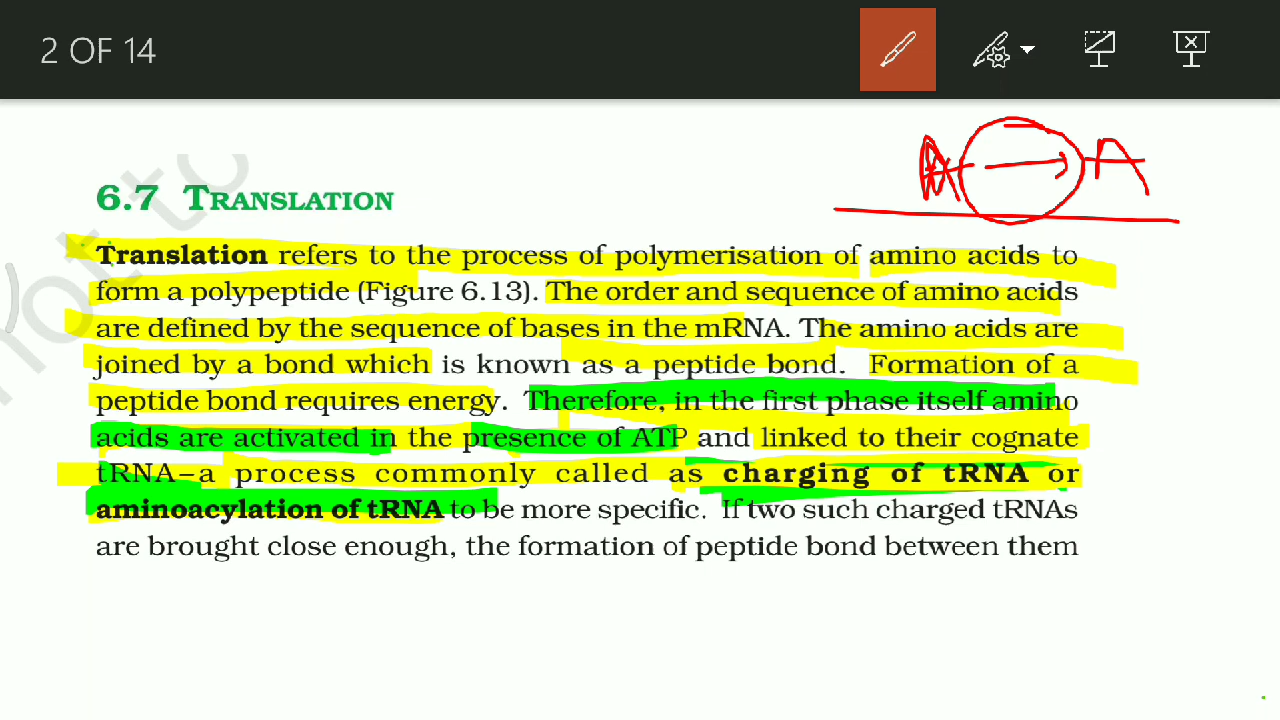 2 OF 14
A A
not to
6.7 TRANSLATION
Translation refers to the process of polymerisation of amino acids to
form a polypeptide (Figure 6.13). The order and sequence of amino acids
are defined by the sequence of bases in the mRNA. The amino acids are
joined by a bond which is known as a peptide bond. Formation of a
peptide bond requires energy. Therefore, in the first phase itself amino
acids are activated in the presence of ATP and linked to their cognate
tRNA–a process commonly called as charging of tRNA or
aminoacylation of tRNA to be more specific. If two such charged tRNAs
are brought close enough, the formation of peptide bond between them